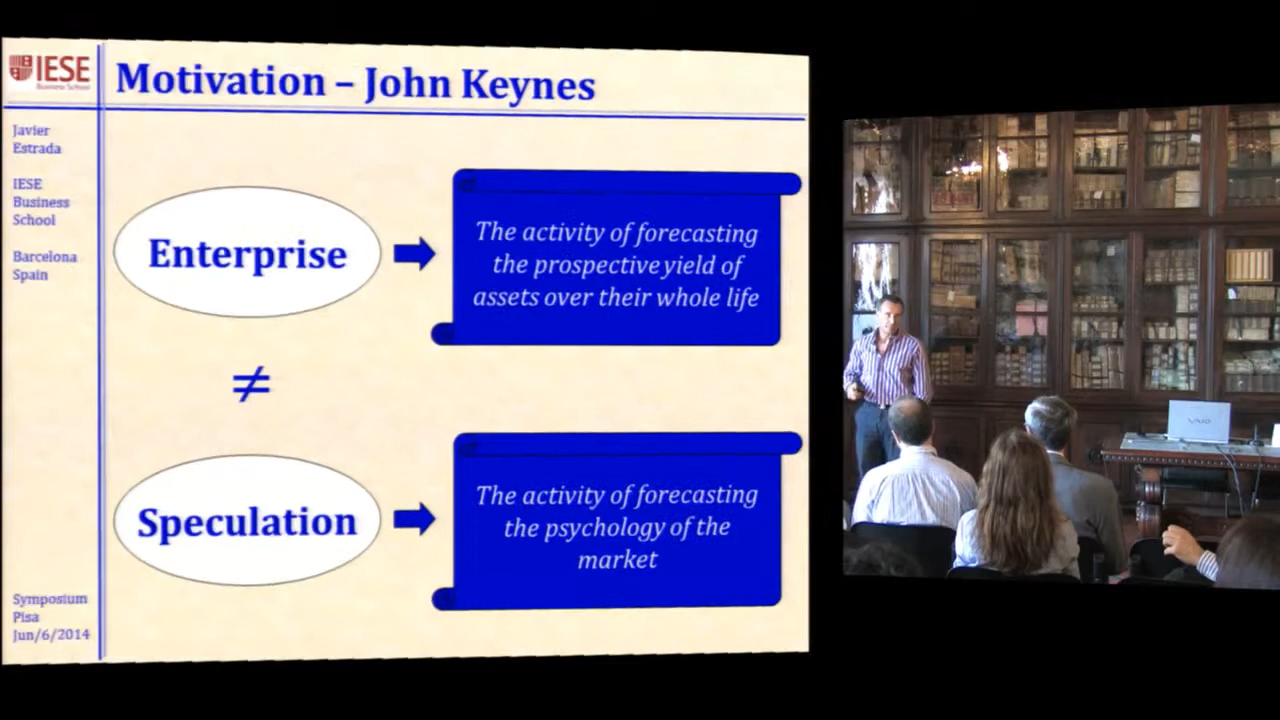 IESE
Business School
Motivation – John Keynes
Javier
Estrada
IESE
Business
School
Barcelona
Spain
Enterprise
The activity of forecasting
the prospective yield of
assets over their whole life
≠
Speculation
The activity of forecasting
the psychology of the
market
Symposium
Pisa
Jun/6/2014
VAIO